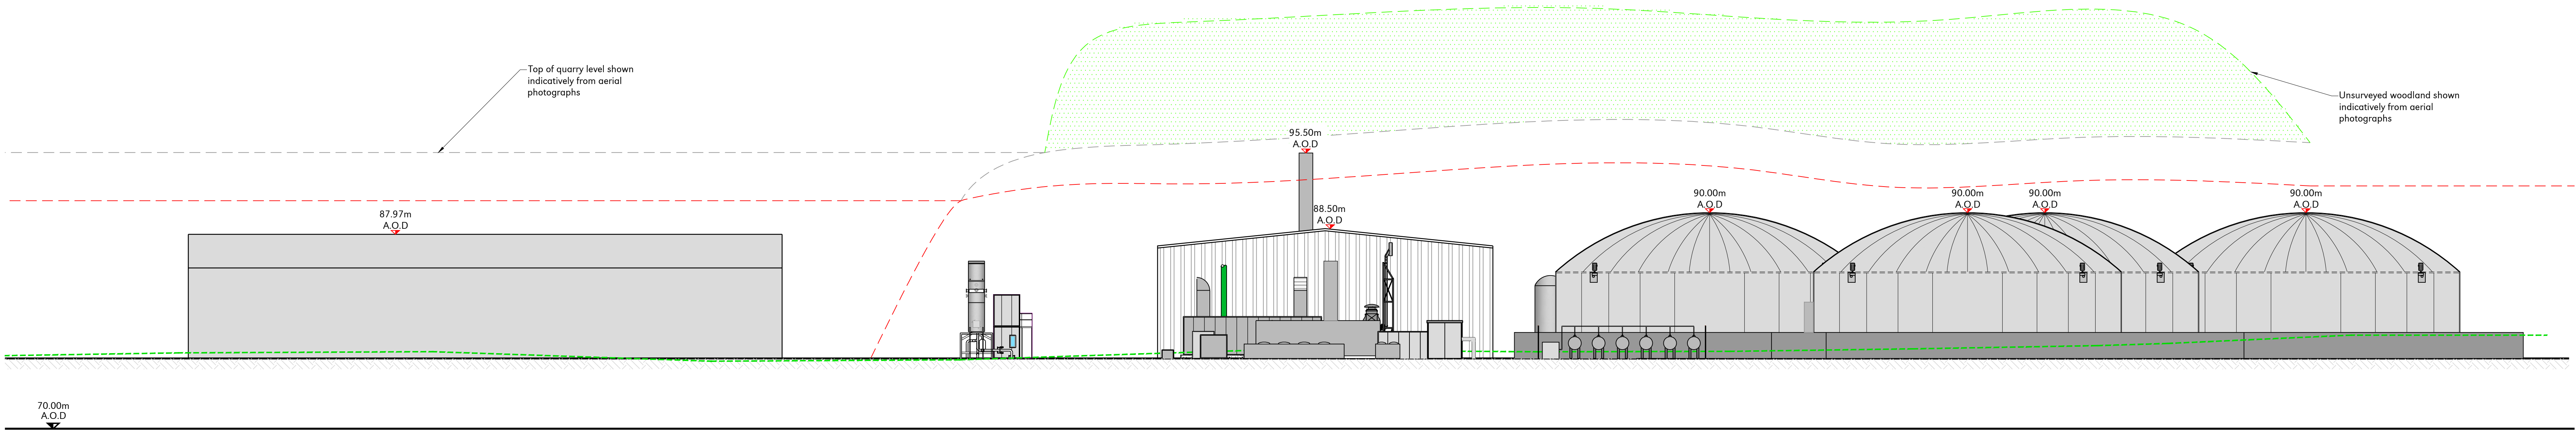 Top of quarry level shown
indicatively from aerial
photographs
Unsurveyed woodland shown
indicatively from aerial
photographs
95.50m
A.O.D
87.97m
A.O.D
88.50m
A.O.D
90.00m
A.O.D
90.00m
A.O.D
90.00m
A.O.D
90.00m
A.O.D
70.00m
A.O.D